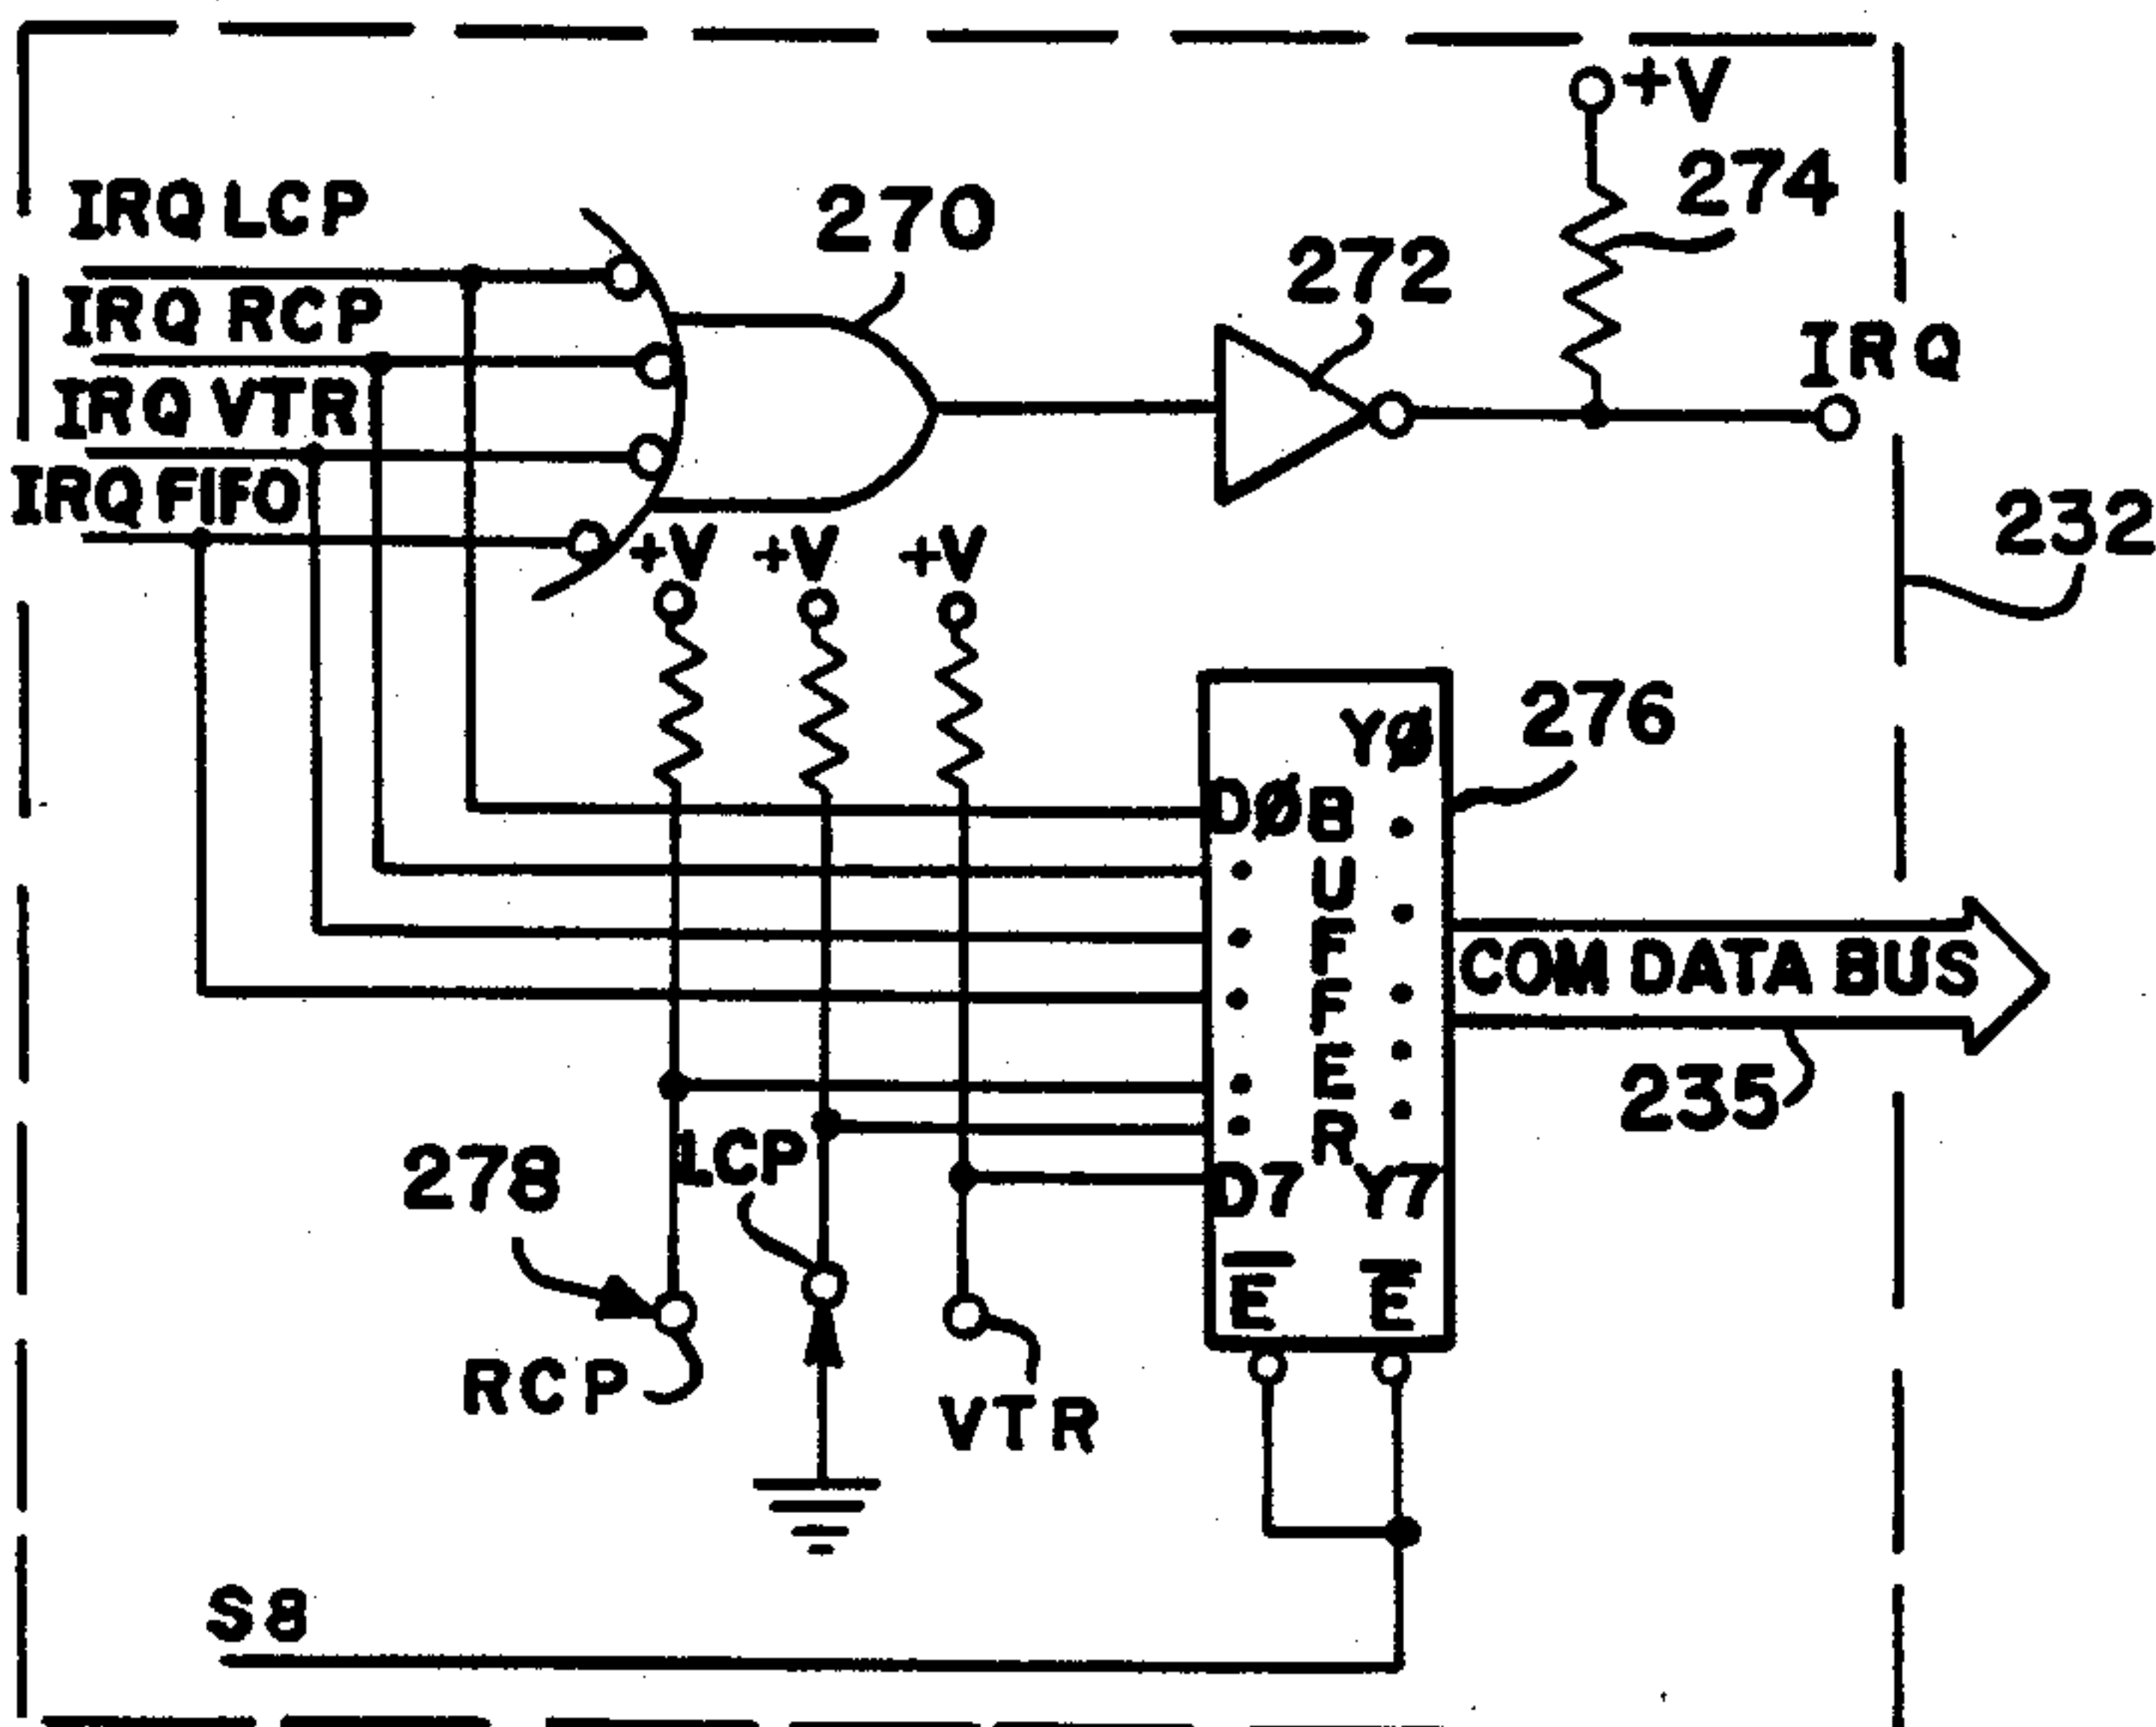 +V
274
IRQ LCP
270
272
IRQ RCP
IRQ
IRQ VTR
IRQ FIFO
232
+V +V +V
276
YØ
DØ
BUFFER
COM DATA BUS
235
278
LCP
D7 Y7
E̅ E̅
RCP
VTR
S8